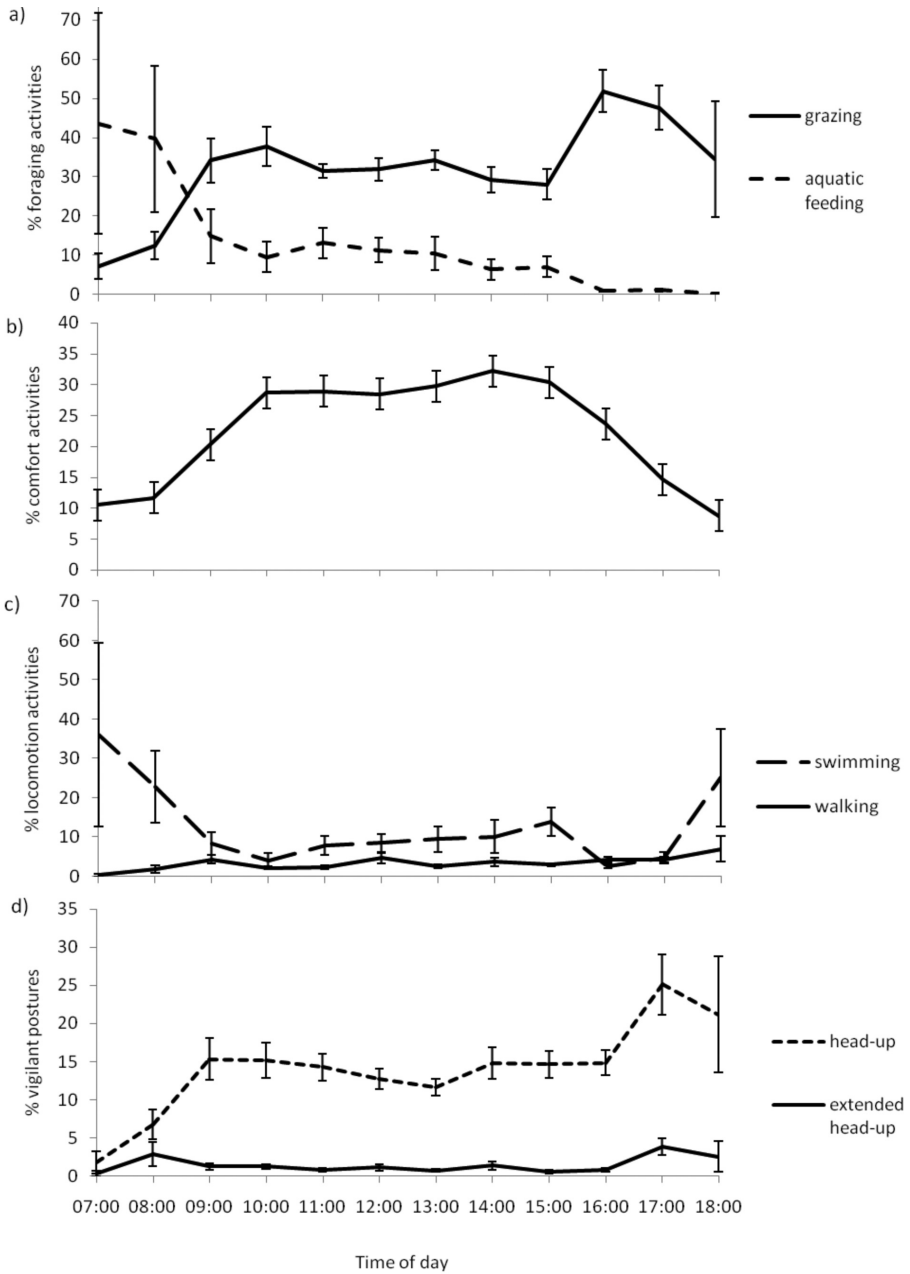 a)
% foraging activities
70
60
50
40
30
20
10
0
grazing
aquatic
feeding
b)
% comfort activities
40
35
30
25
20
15
10
5
0
c)
% locomotion activities
70
60
50
40
30
20
10
0
swimming
walking
d)
% vigilant postures
35
30
25
20
15
10
5
0
head-up
extended
head-up
07:00 08:00 09:00 10:00 11:00 12:00 13:00 14:00 15:00 16:00 17:00 18:00
Time of day